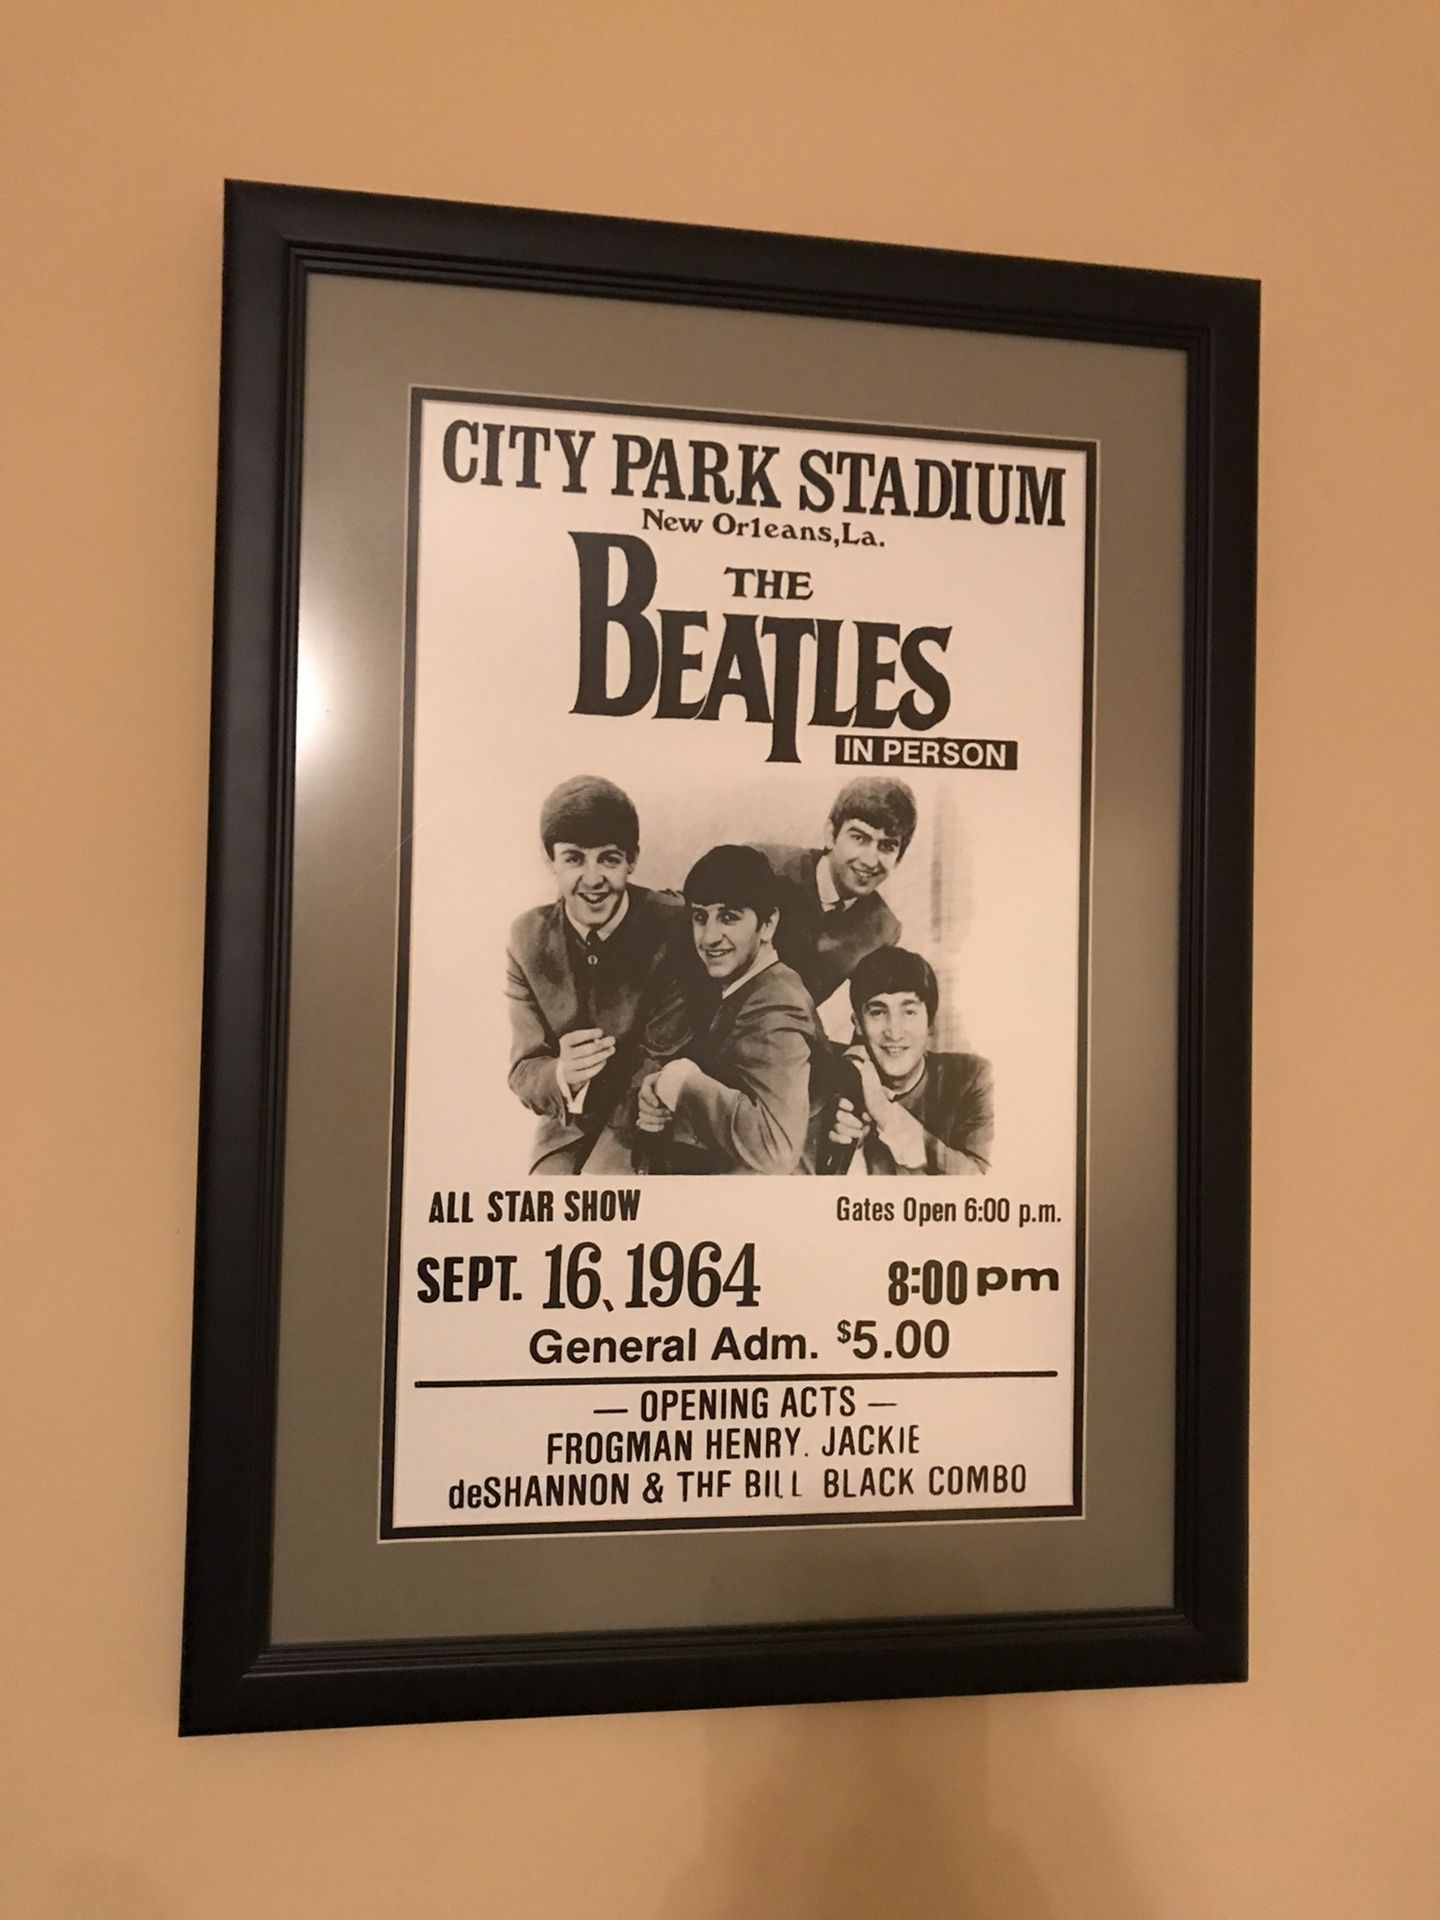 CITY PARK STADIUM
New Orleans,La.
THE
BEATLES
IN PERSON
ALL STAR SHOW
Gates Open 6:00 p.m.
SEPT. 16, 1964
8:00 pm
General Adm. $5.00
— OPENING ACTS —
FROGMAN HENRY. JACKIE
deSHANNON & THE BILL BLACK COMBO